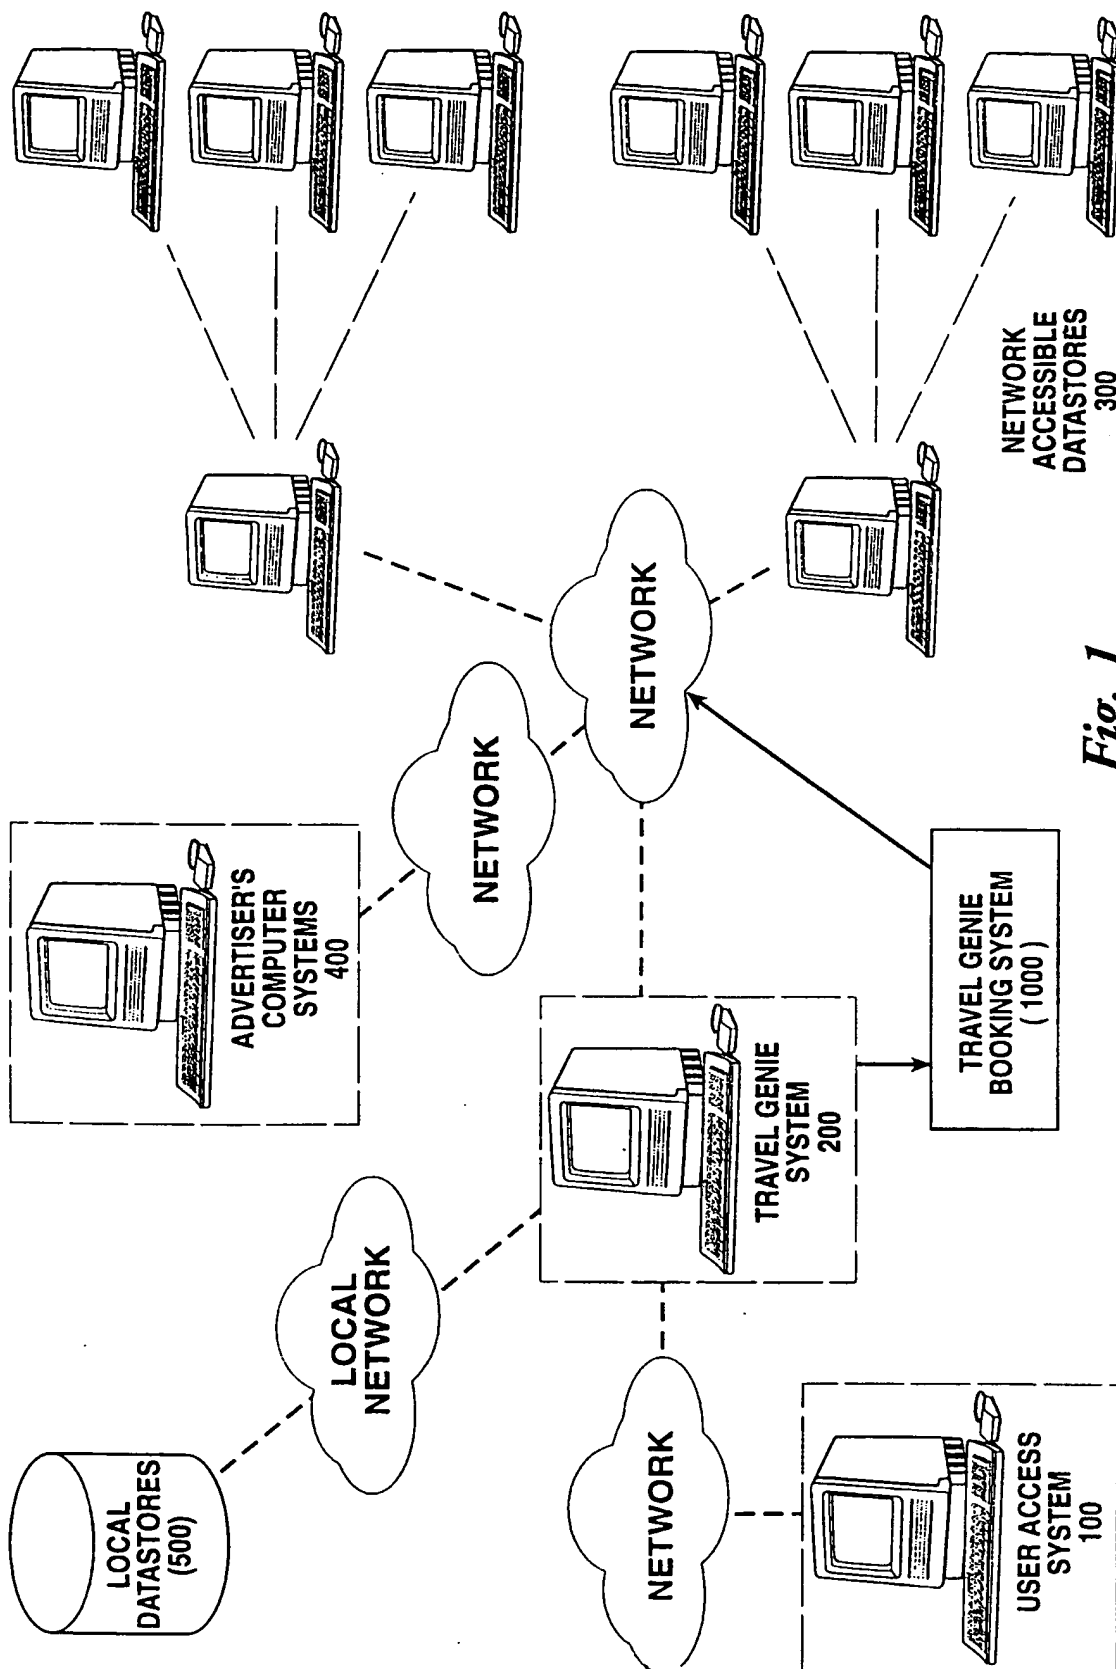 LOCAL
DATASTORES
(500)
LOCAL
NETWORK
ADVERTISER'S
COMPUTER
SYSTEMS
400
NETWORK
NETWORK
NETWORK
TRAVEL GENIE
SYSTEM
200
USER ACCESS
SYSTEM
100
TRAVEL GENIE
BOOKING SYSTEM
( 1000 )
NETWORK
ACCESSIBLE
DATASTORES
300
Fig. 1